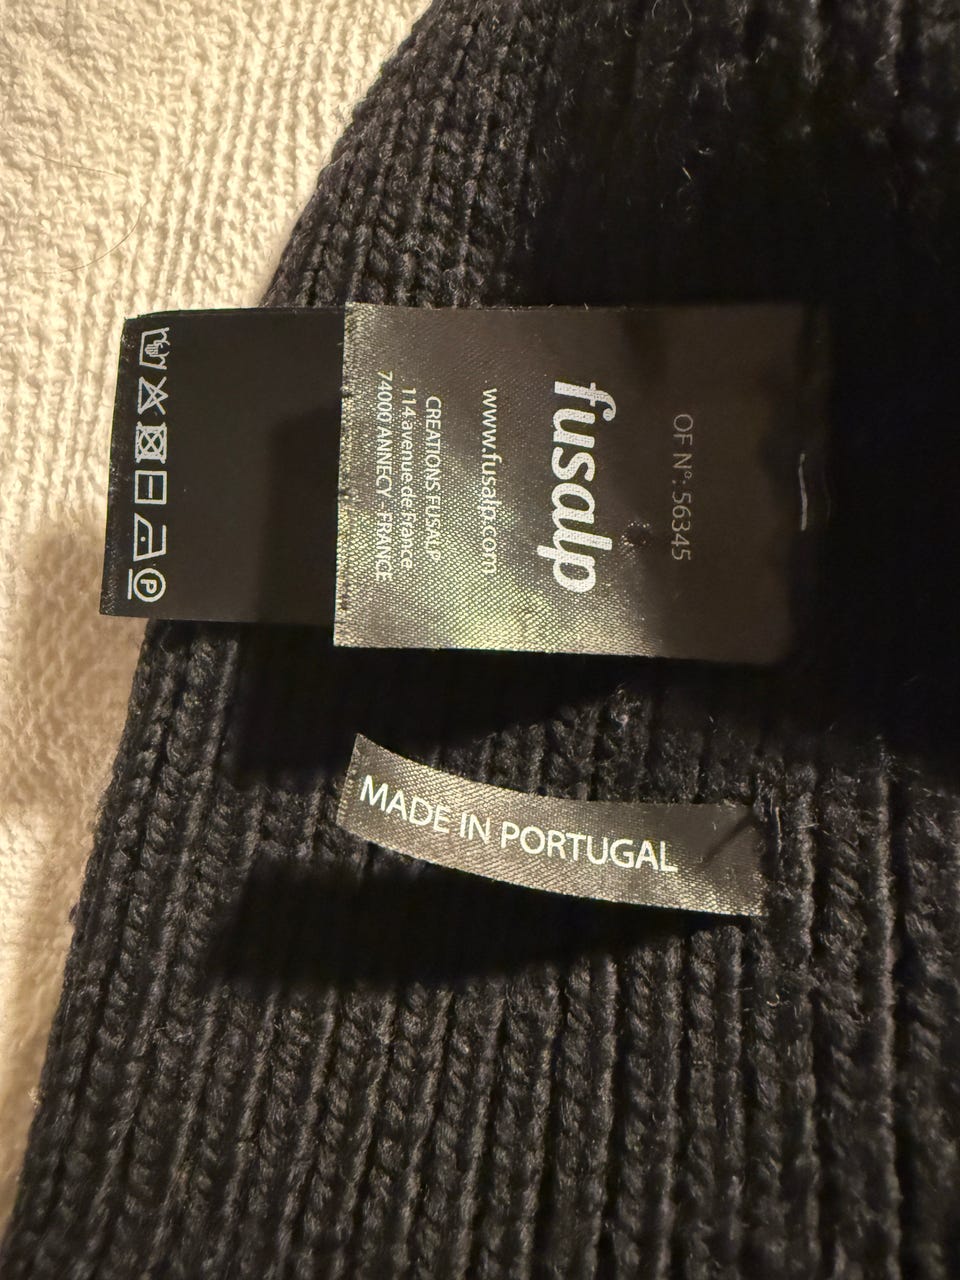 OF N°: 56345
fusalp
www.fusalp.com
CREATIONS FUSALP
114 avenue de France
74000 ANNECY - FRANCE
P
MADE IN PORTUGAL